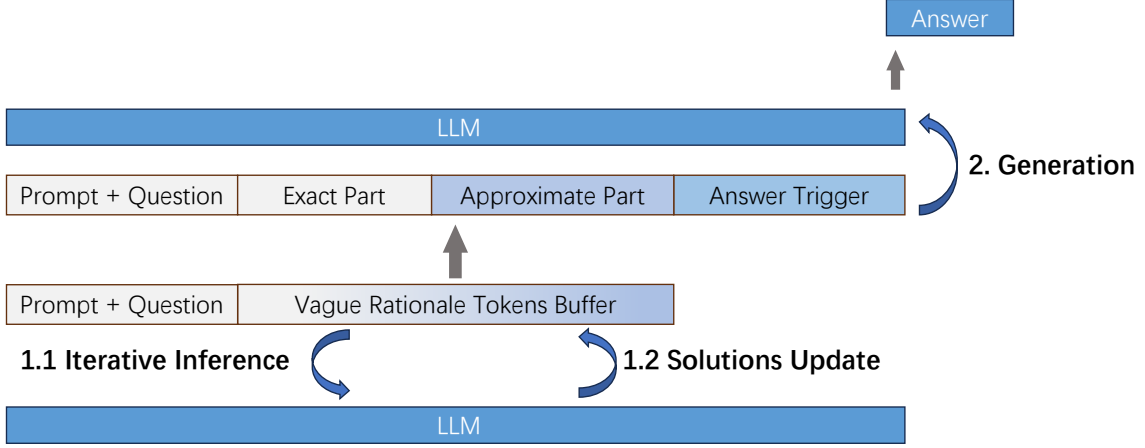 Answer
LLM
2. Generation
Prompt + Question Exact Part Approximate Part Answer Trigger
Prompt + Question Vague Rationale Tokens Buffer
1.1 Iterative Inference 1.2 Solutions Update
LLM